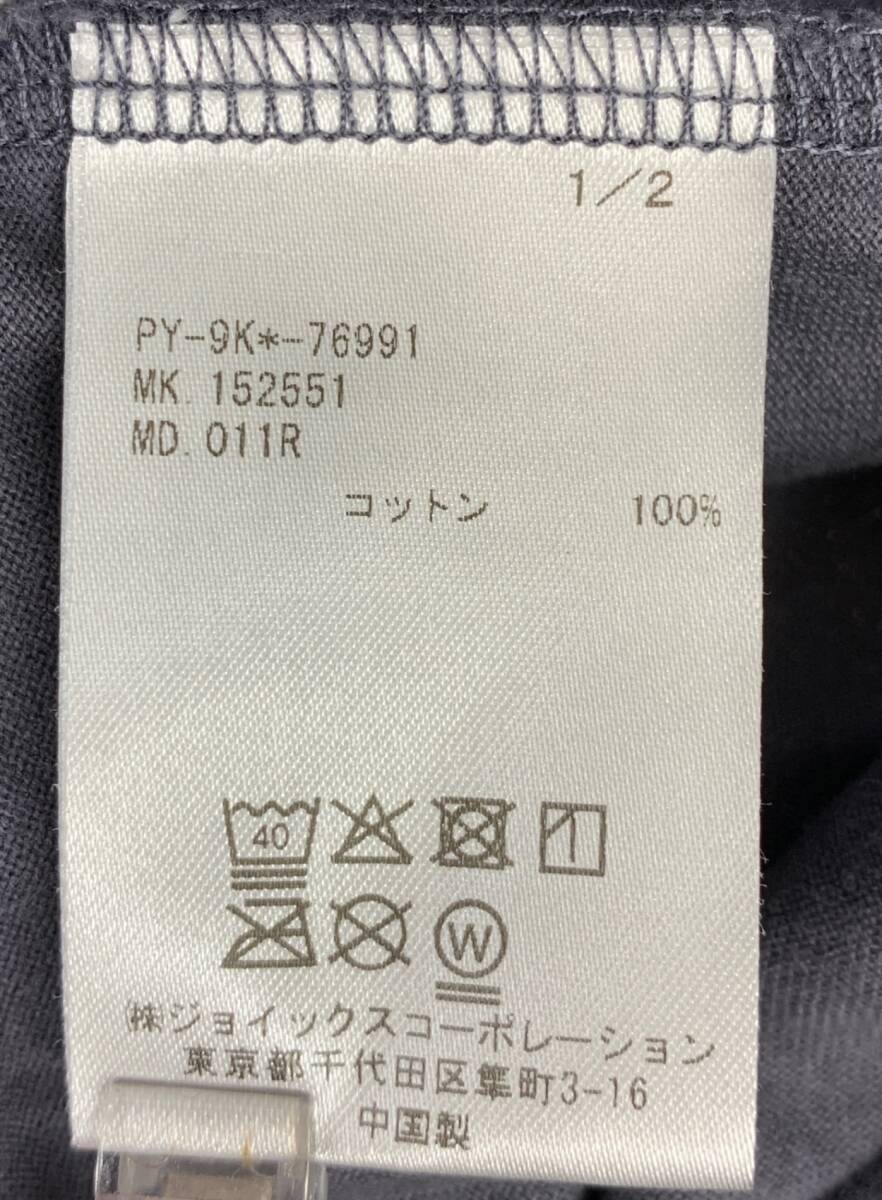 1/2
PY-9K*-76991
MK. 152551
MD. 011R
コットン 100%
40
W
㈱ジョイックスコーポレーション
東京都千代田区隼町3-16
中国製